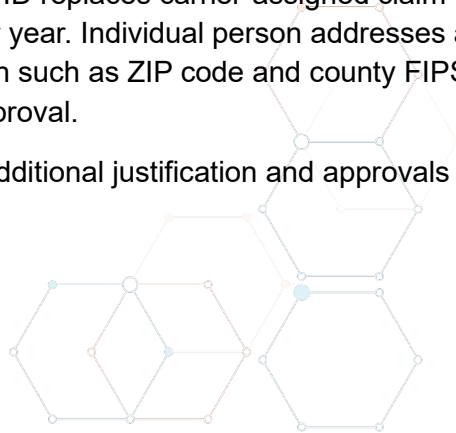 replaces carrier-assigned claim
year. Individual person addresses
such as ZIP code and county FIPS
proval.
dditional justification and approvals